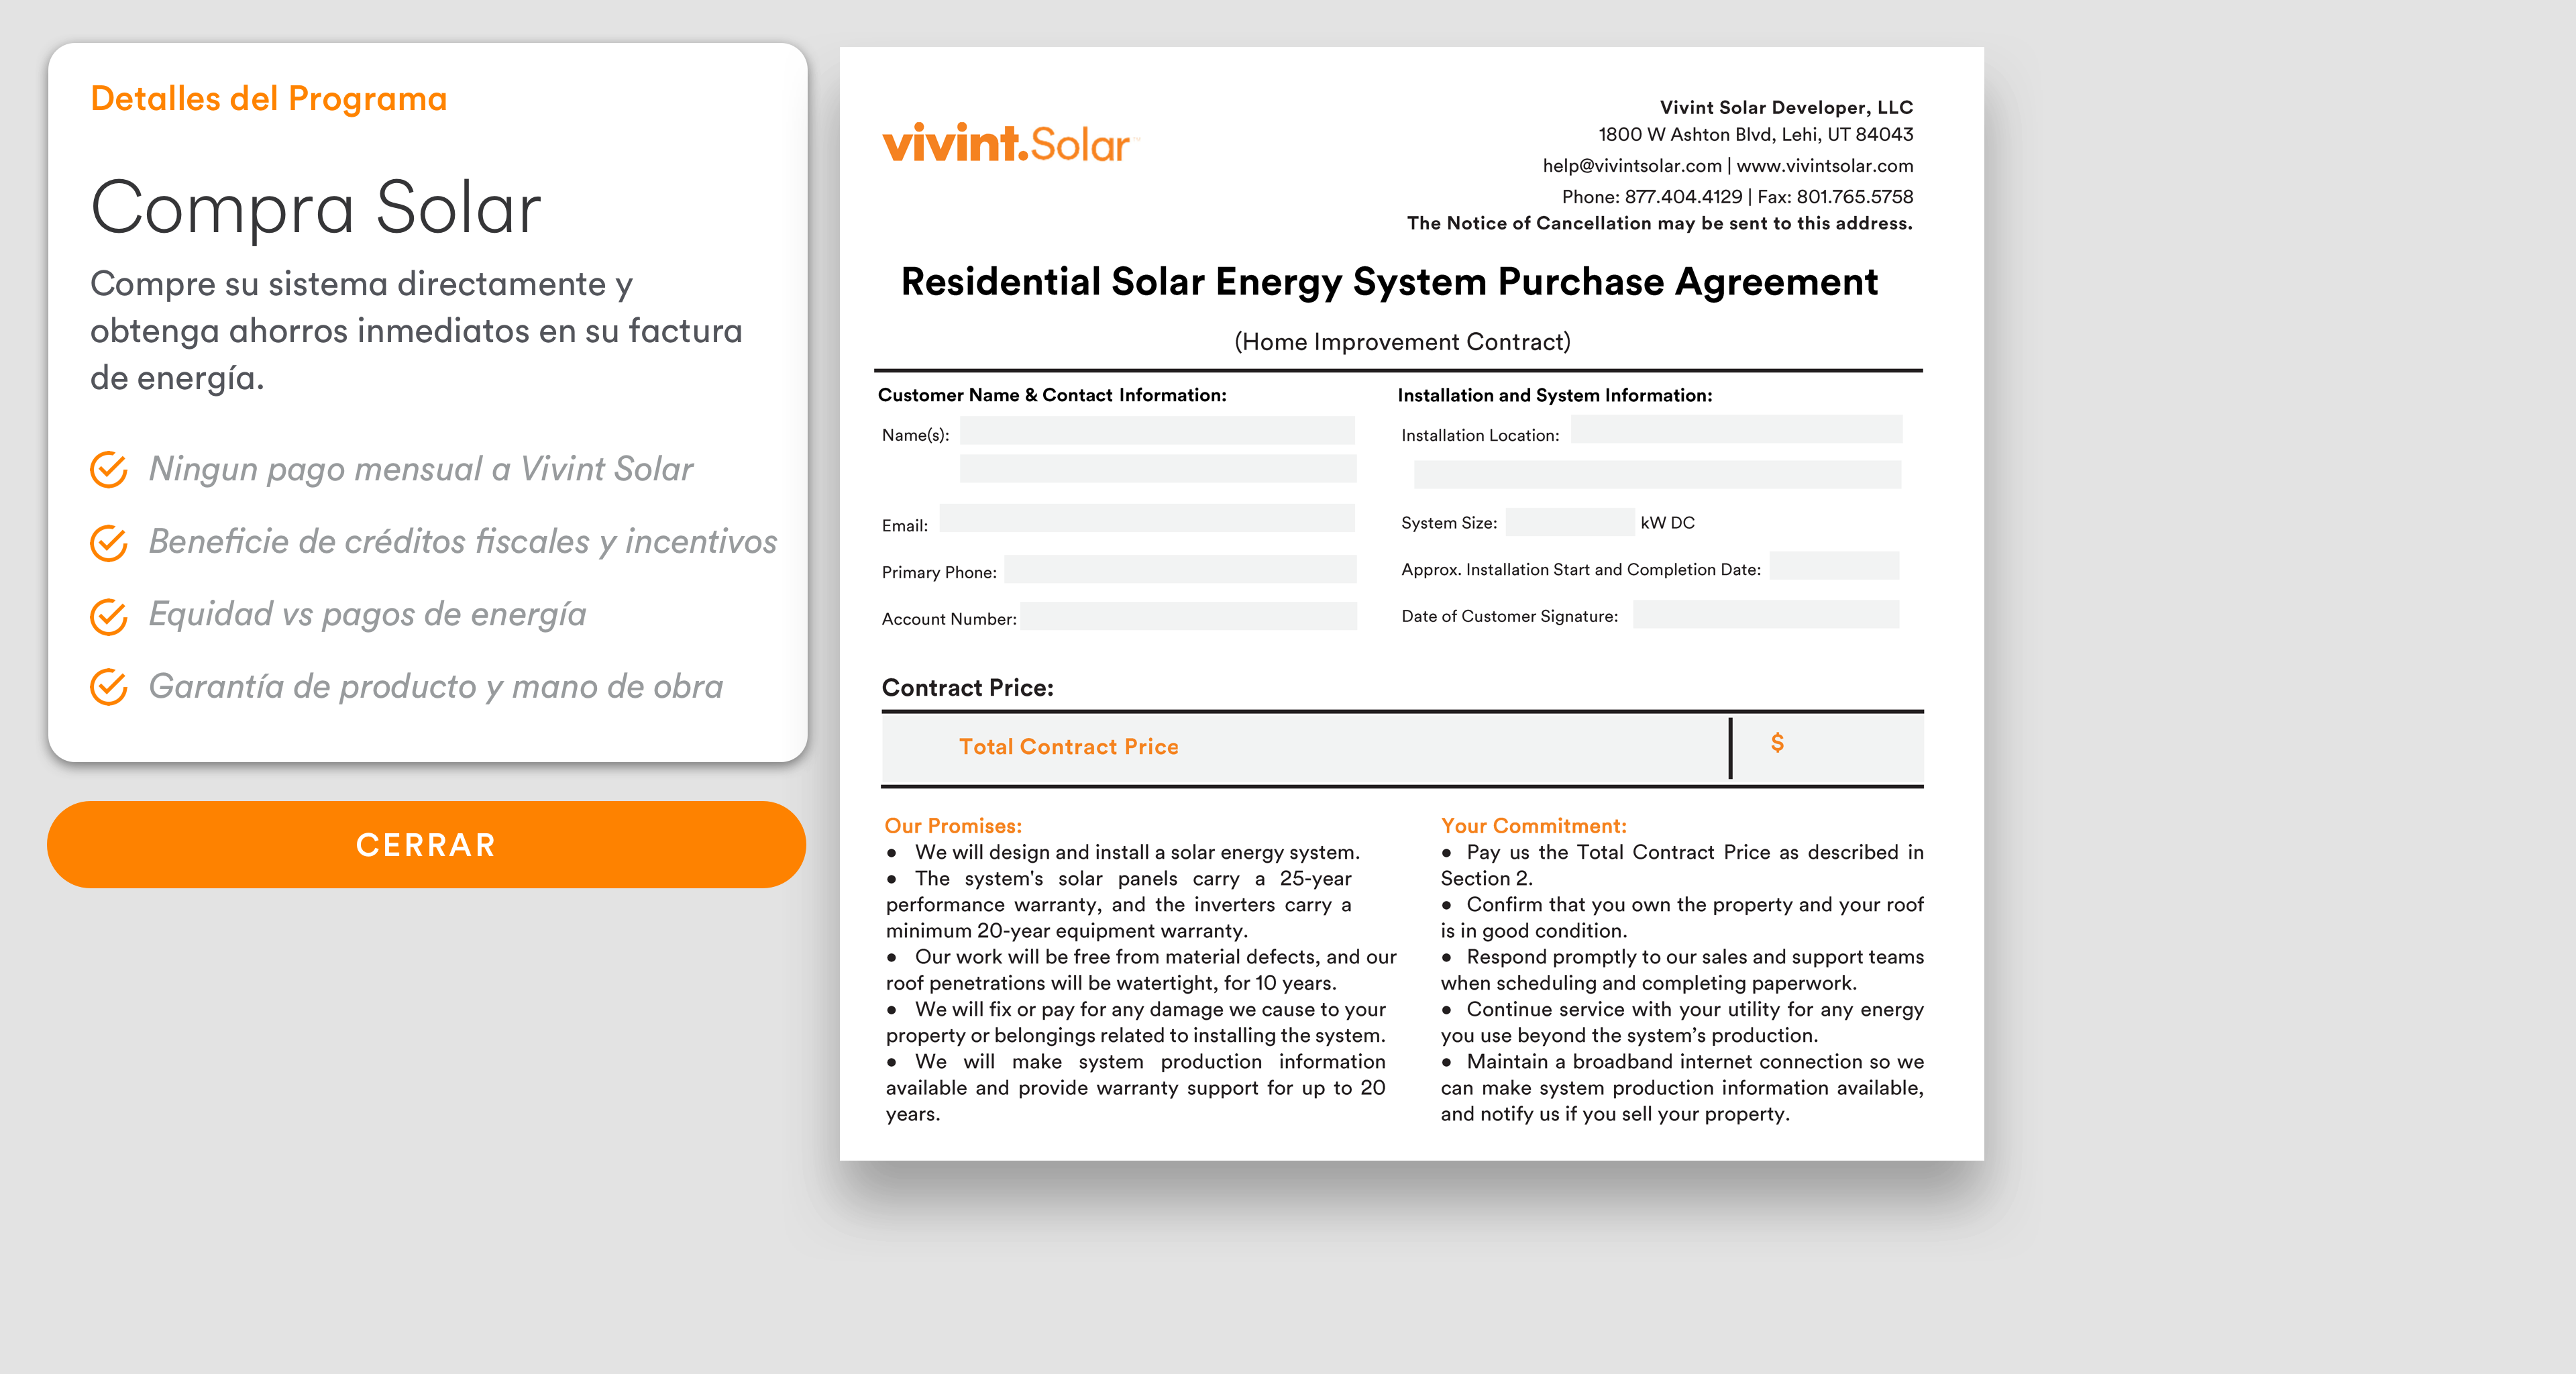 Detalles del Programa
Compra Solar
Compre su sistema directamente y
obtenga ahorros inmediatos en su factura
de energía.
Ningun pago mensual a Vivint Solar
Beneficie de créditos fiscales y incentivos
Equidad vs pagos de energía
Garantía de producto y mano de obra
CERRAR
vivint.Solar
Vivint Solar Developer, LLC
1800 W Ashton Blvd, Lehi, UT 84043
help@vivintsolar.com | www.vivintsolar.com
Phone: 877.404.4129 | Fax: 801.765.5758
The Notice of Cancellation may be sent to this address.
Residential Solar Energy System Purchase Agreement
(Home Improvement Contract)
Customer Name & Contact Information:
Name(s):
Email:
Primary Phone:
Account Number:
Installation and System Information:
Installation Location:
System Size: kW DC
Approx. Installation Start and Completion Date:
Date of Customer Signature:
Contract Price:
Total Contract Price $
Our Promises:
● We will design and install a solar energy system.
● The system's solar panels carry a 25-year
performance warranty, and the inverters carry a
minimum 20-year equipment warranty.
● Our work will be free from material defects, and our
roof penetrations will be watertight, for 10 years.
● We will fix or pay for any damage we cause to your
property or belongings related to installing the system.
● We will make system production information
available and provide warranty support for up to 20
years.
Your Commitment:
● Pay us the Total Contract Price as described in
Section 2.
● Confirm that you own the property and your roof
is in good condition.
● Respond promptly to our sales and support teams
when scheduling and completing paperwork.
● Continue service with your utility for any energy
you use beyond the system’s production.
● Maintain a broadband internet connection so we
can make system production information available,
and notify us if you sell your property.